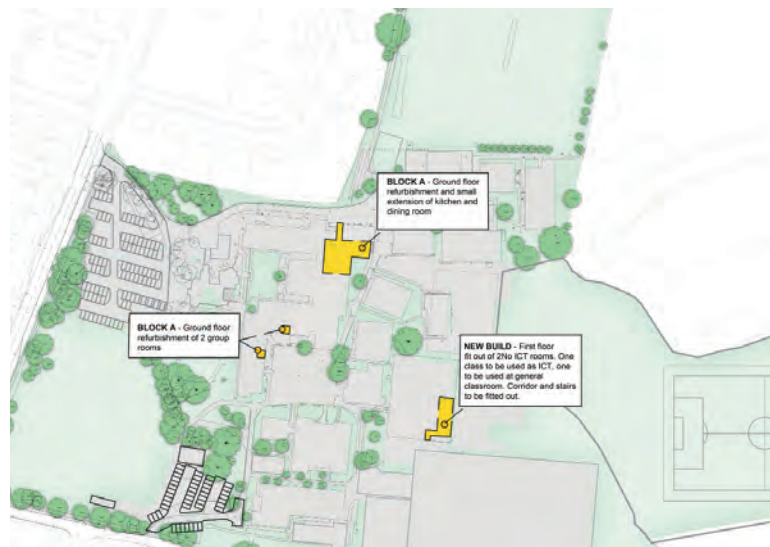 BLOCK A - Ground floor
refurbishment and small
extension of kitchen and
dining room
BLOCK A - Ground floor
refurbishment of 2 group
rooms
NEW BUILD - First floor
fit out of 2No ICT rooms. One
class to be used as ICT, one
to be used at general
classroom. Corridor and stairs
to be fitted out.